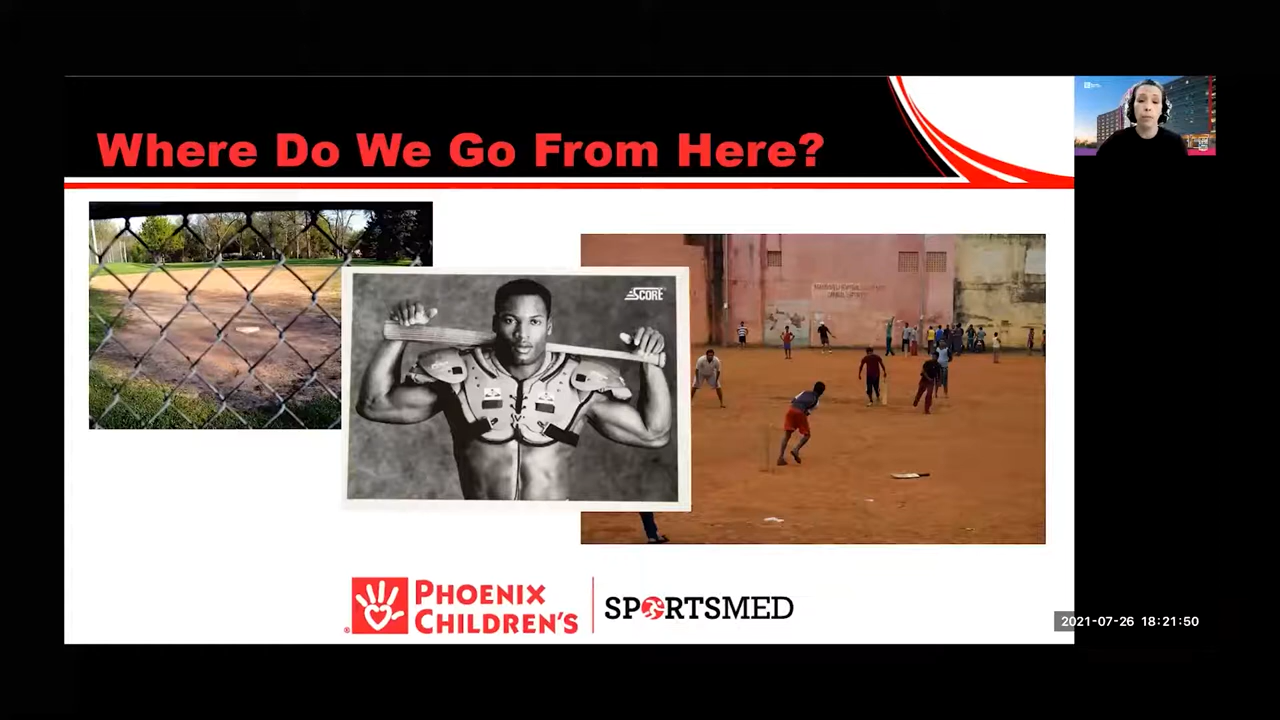 Where Do We Go From Here?
SCORE
PHOENIX
CHILDREN'S
SPORTSMED
2021-07-26 18:21:50